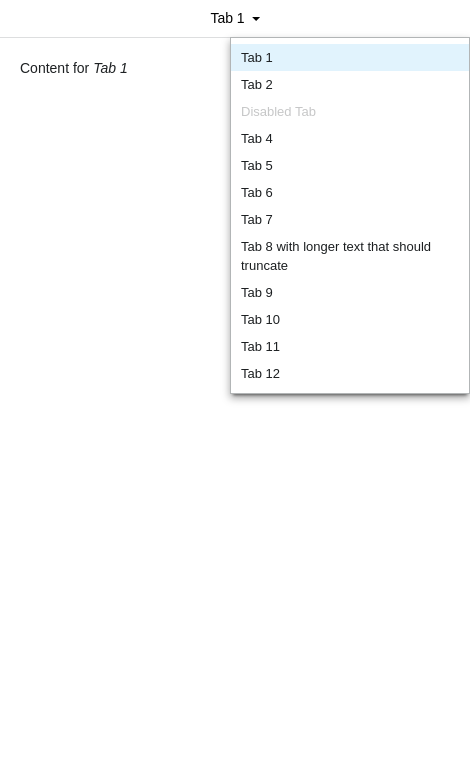 Tab 1
Content for Tab 1
Tab 1
Tab 2
Disabled Tab
Tab 4
Tab 5
Tab 6
Tab 7
Tab 8 with longer text that should
truncate
Tab 9
Tab 10
Tab 11
Tab 12